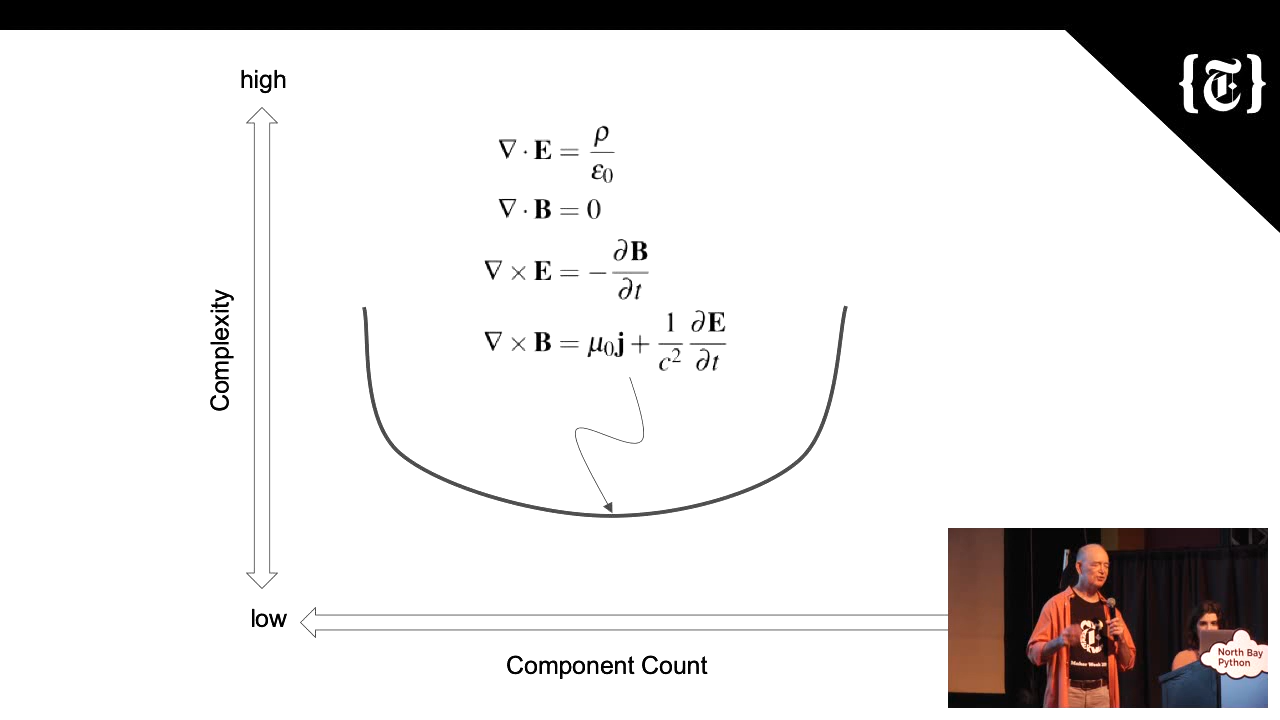 high
{T}
∇ · E = ρ/ε₀
∇ · B = 0
∇ × E = −∂B/∂t
∇ × B = μ₀j + 1/c² ∂E/∂t
Complexity
low
Component Count
T
North Bay
Python